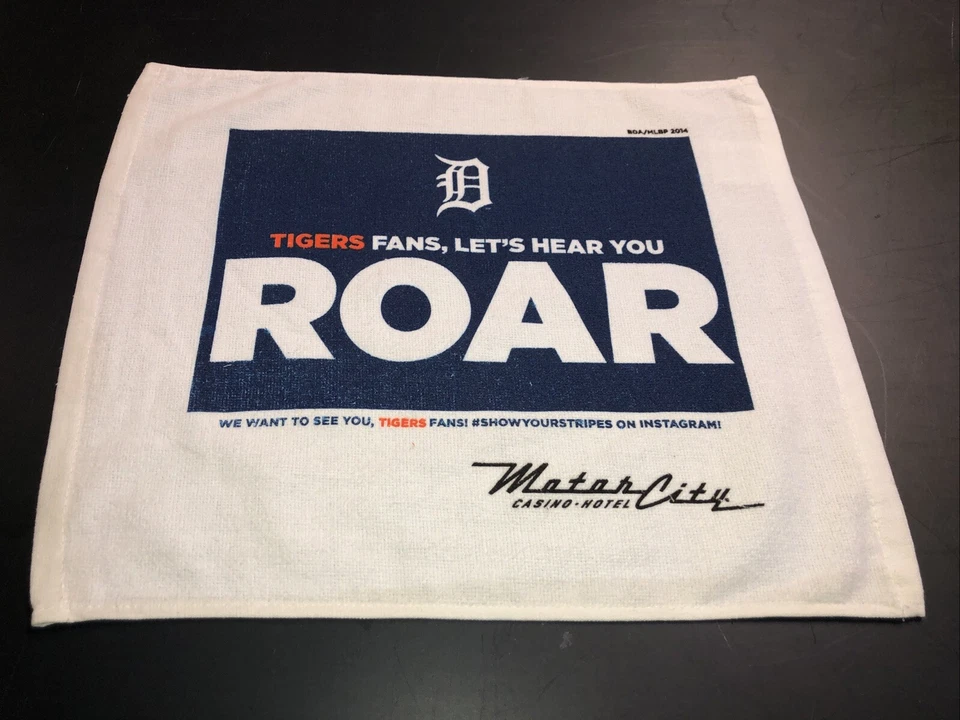 BDA/MLBP 2014
D
TIGERS FANS, LET'S HEAR YOU
ROAR
WE WANT TO SEE YOU, TIGERS FANS! #SHOWYOURSTRIPES ON INSTAGRAM!
MotorCity
CASINO·HOTEL